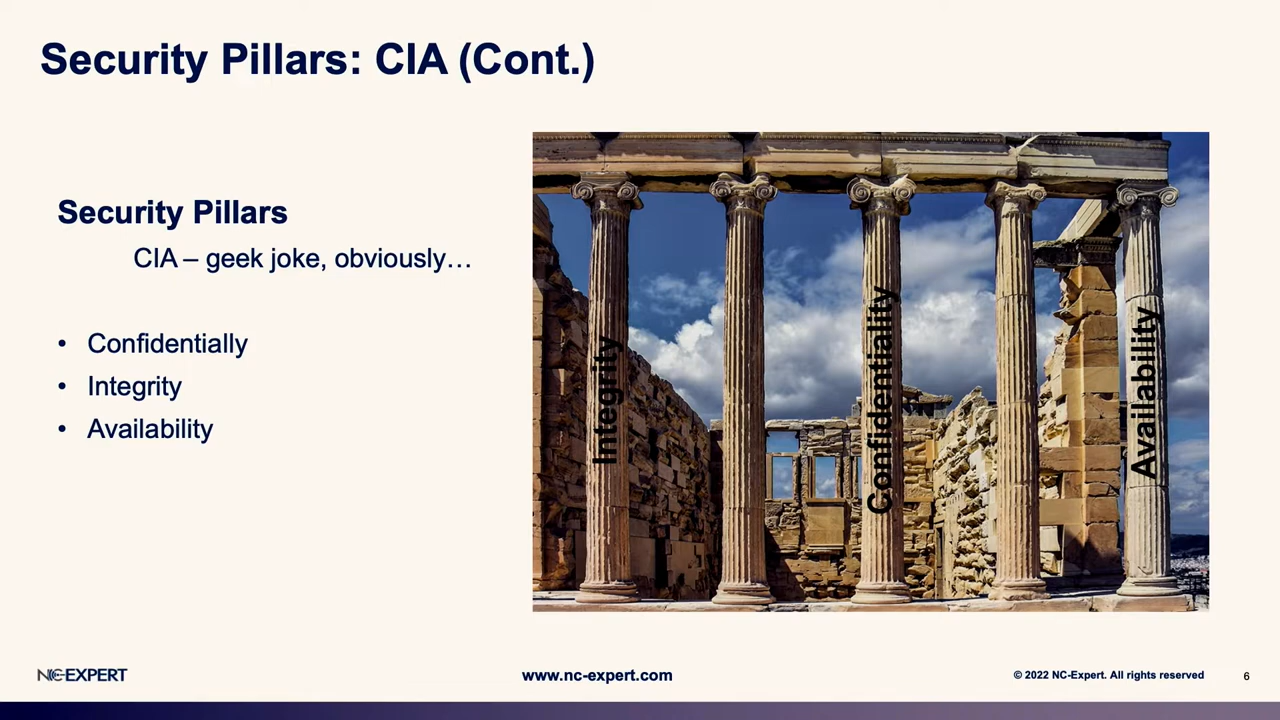 Security Pillars: CIA (Cont.)
Security Pillars
CIA – geek joke, obviously…
• Confidentially
• Integrity
• Availability
Integrity
Confidentiality
Availability
NC-EXPERT
www.nc-expert.com
© 2022 NC-Expert. All rights reserved
6